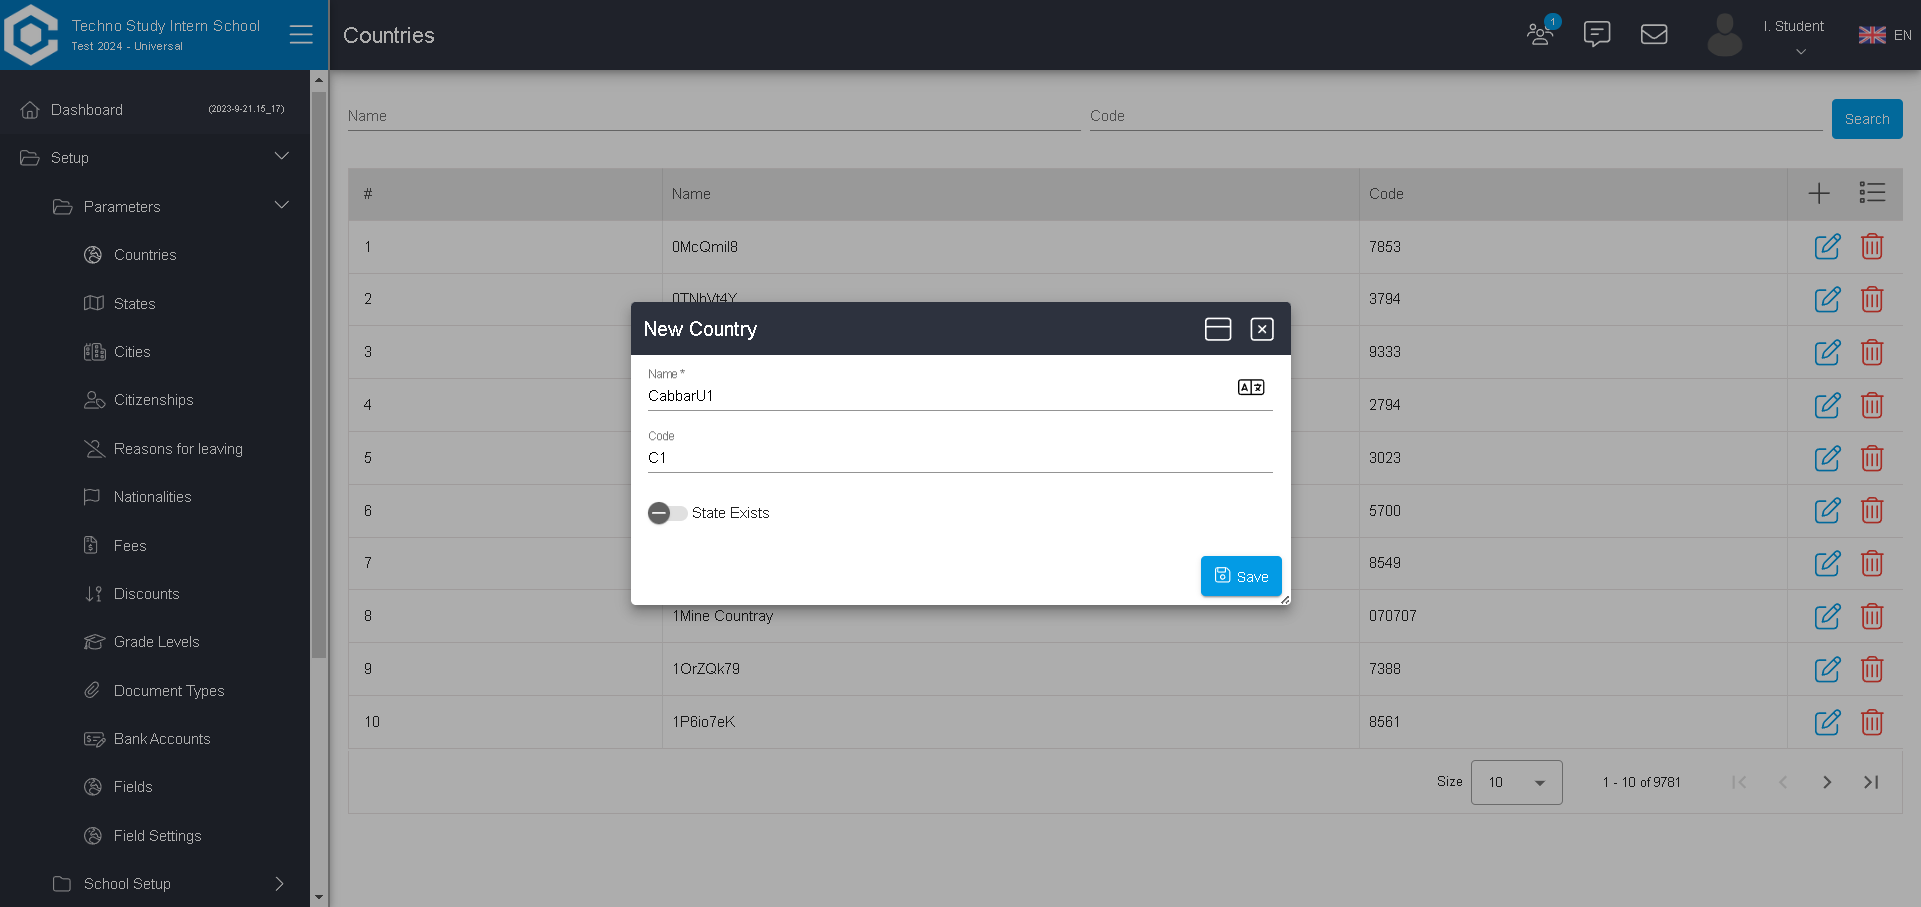 Techno Study Intern School
Test 2024 - Universal
Countries
1
I. Student
EN
Dashboard
(2023-9-21.15_17)
Setup
Parameters
Countries
States
Cities
Citizenships
Reasons for leaving
Nationalities
Fees
Discounts
Grade Levels
Document Types
Bank Accounts
Fields
Field Settings
School Setup
Name
Code
Search
# Name Code
1 0McQmil8 7853
2 0TNhVt4Y 3794
3 9333
4 2794
5 3023
6 5700
7 8549
8 1Mine Countray 070707
9 1OrZQk79 7388
10 1P6io7eK 8561
Size 10 1 - 10 of 9781
New Country
Name *
CabbarU1
Code
C1
State Exists
Save